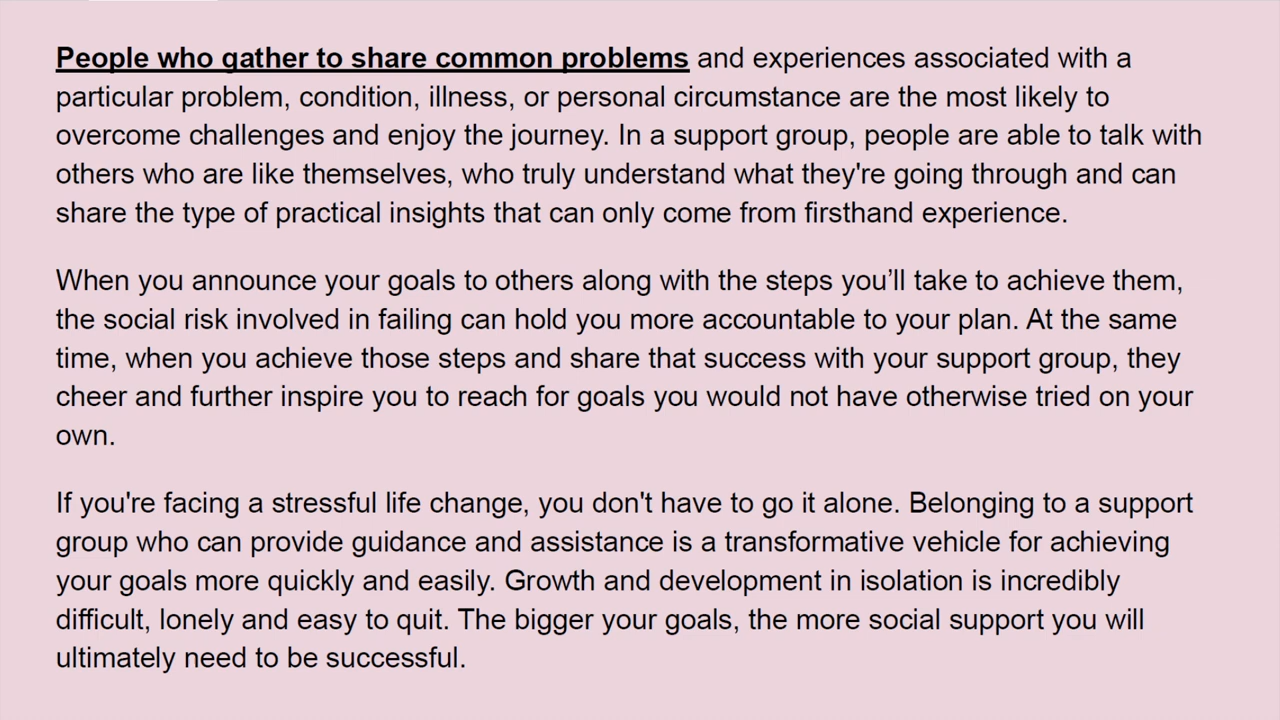 People who gather to share common problems and experiences associated with a
particular problem, condition, illness, or personal circumstance are the most likely to
overcome challenges and enjoy the journey. In a support group, people are able to talk with
others who are like themselves, who truly understand what they're going through and can
share the type of practical insights that can only come from firsthand experience.
When you announce your goals to others along with the steps you’ll take to achieve them,
the social risk involved in failing can hold you more accountable to your plan. At the same
time, when you achieve those steps and share that success with your support group, they
cheer and further inspire you to reach for goals you would not have otherwise tried on your
own.
If you're facing a stressful life change, you don't have to go it alone. Belonging to a support
group who can provide guidance and assistance is a transformative vehicle for achieving
your goals more quickly and easily. Growth and development in isolation is incredibly
difficult, lonely and easy to quit. The bigger your goals, the more social support you will
ultimately need to be successful.